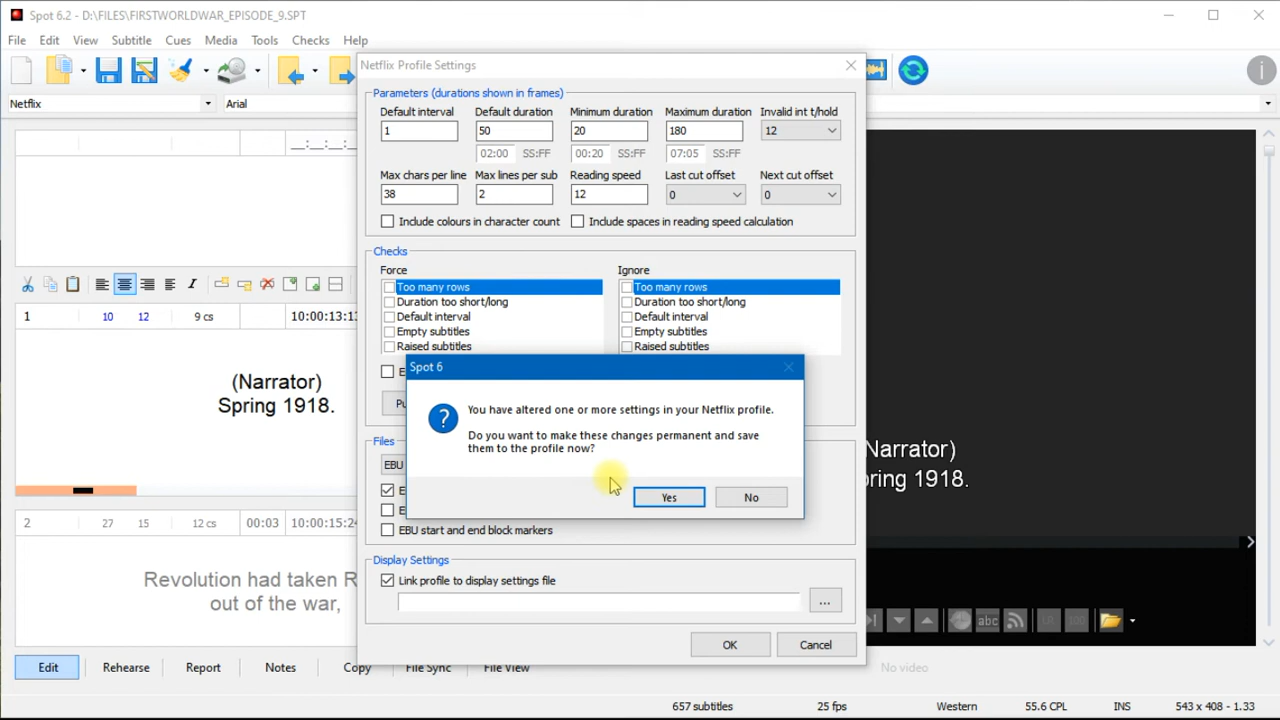 Spot 6.2 - D:\FILES\FIRSTWORLDWAR_EPISODE_9.SPT
File Edit View Subtitle Cues Media Tools Checks Help
Netflix Arial
Netflix Profile Settings
Parameters (durations shown in frames)
Default interval Default duration Minimum duration Maximum duration Invalid int t/hold
1 50 20 180 12
02:00 SS:FF 00:20 SS:FF 07:05 SS:FF
Max chars per line Max lines per sub Reading speed Last cut offset Next cut offset
38 2 12 0 0
Include colours in character count Include spaces in reading speed calculation
Checks
Force Ignore
Too many rows Too many rows
Duration too short/long Duration too short/long
Default interval Default interval
Empty subtitles Empty subtitles
Raised subtitles Raised subtitles
Spot 6
You have altered one or more settings in your Netflix profile.
Do you want to make these changes permanent and save
them to the profile now?
Yes No
Files
EBU
EBU start and end block markers
Display Settings
Link profile to display settings file
...
OK Cancel
__:__:__:__
1 10 12 9 cs 10:00:13:13
(Narrator)
Spring 1918.
2 27 15 12 cs 00:03 10:00:15:24
Revolution had taken R
out of the war,
Narrator)
pring 1918.
abc
Edit Rehearse Report Notes Copy File Sync File View No video
657 subtitles 25 fps Western 55.6 CPL INS 543 x 408 - 1.33